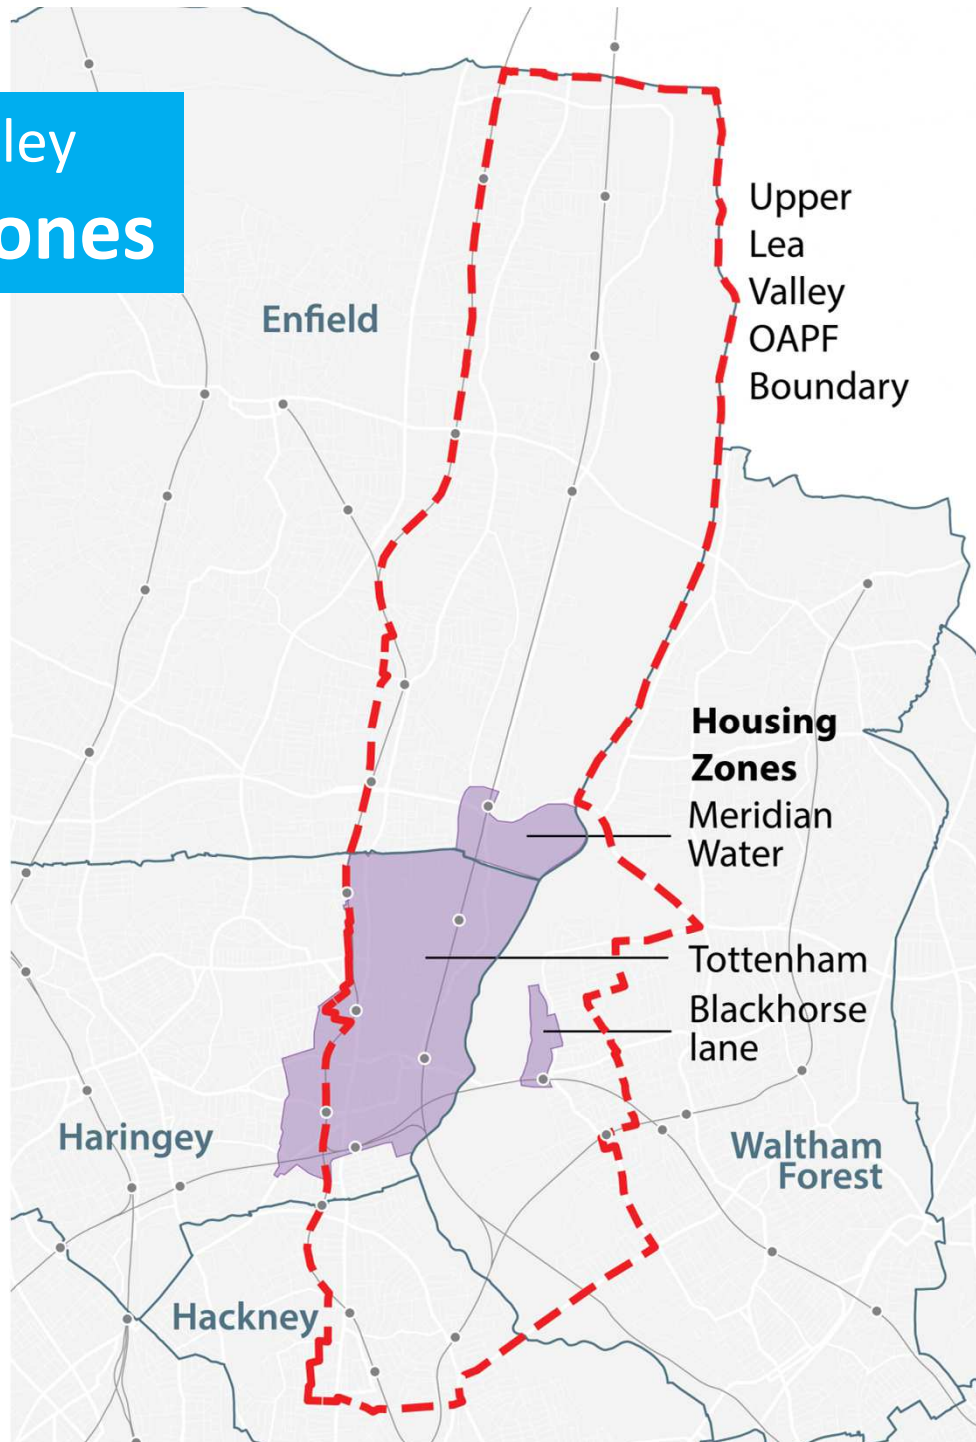 ley
ones
Upper
Lea
Valley
OAPF
Boundary
Enfield
Housing
Zones
Meridian
Water
Tottenham
Blackhorse
lane
Haringey
Waltham
Forest
Hackney